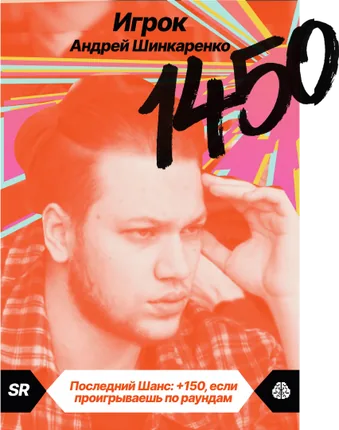 Игрок
Андрей Шинкаренко
1450
SR
Последний Шанс: +150, если
проигрываешь по раундам